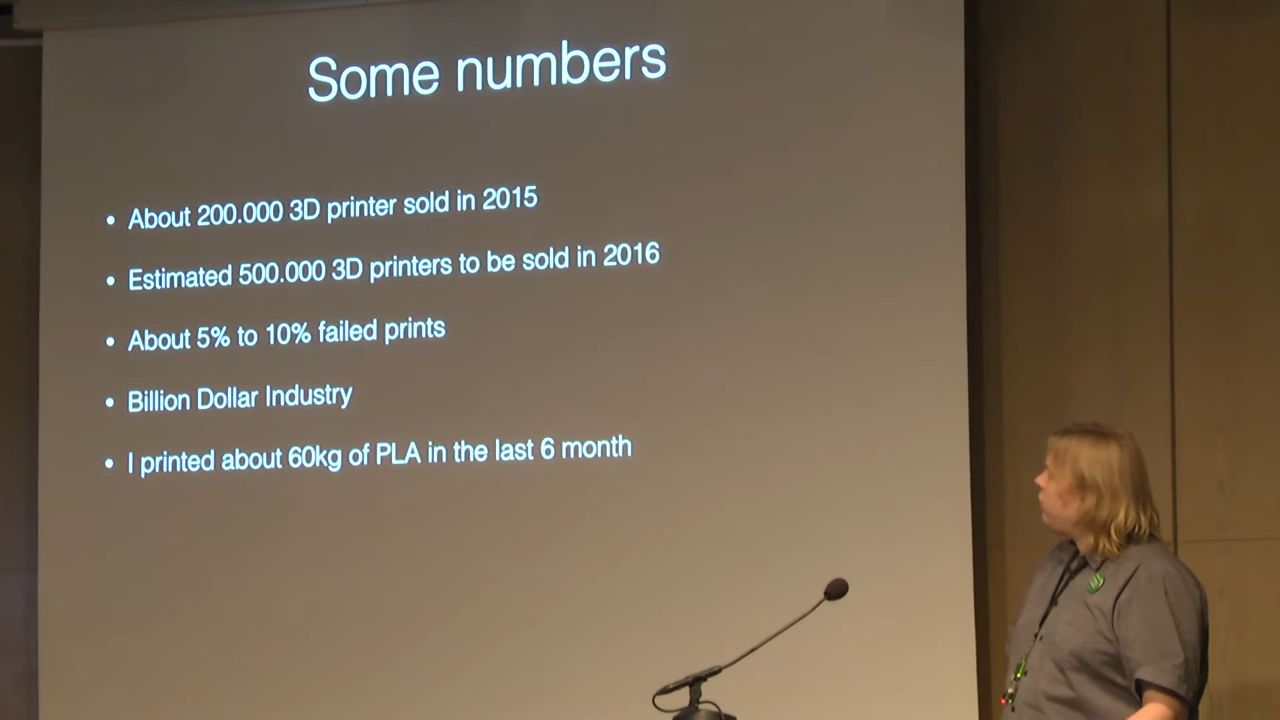 Some numbers
• About 200.000 3D printer sold in 2015
• Estimated 500.000 3D printers to be sold in 2016
• About 5% to 10% failed prints
• Billion Dollar Industry
• I printed about 60kg of PLA in the last 6 month